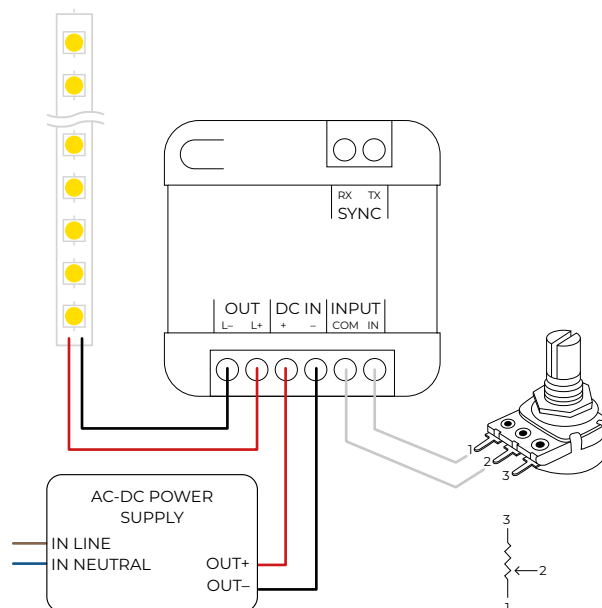 RX TX
SYNC
OUT DC IN INPUT
L– L+ + – COM IN
1
2
3
AC-DC POWER
SUPPLY
IN LINE
IN NEUTRAL
OUT+
OUT–
3
2
1